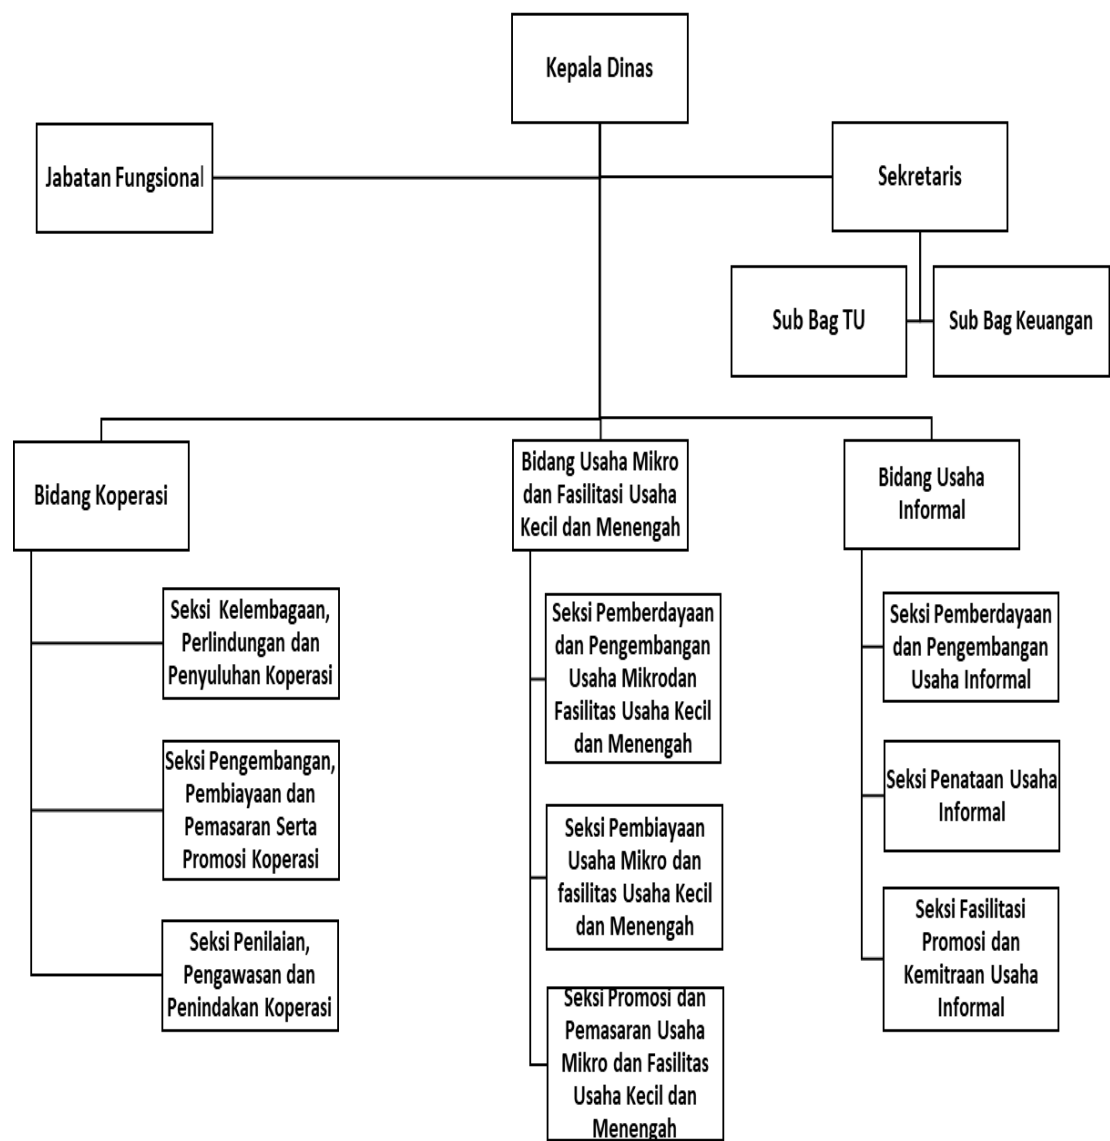 Kepala Dinas
Jabatan Fungsional
Sekretaris
Sub Bag TU
Sub Bag Keuangan
Bidang Koperasi
Bidang Usaha Mikro
dan Fasilitasi Usaha
Kecil dan Menengah
Bidang Usaha
Informal
Seksi Kelembagaan,
Perlindungan dan
Penyuluhan Koperasi
Seksi Pengembangan,
Pembiayaan dan
Pemasaran Serta
Promosi Koperasi
Seksi Penilaian,
Pengawasan dan
Penindakan Koperasi
Seksi Pemberdayaan
dan Pengembangan
Usaha Mikrodan
Fasilitas Usaha Kecil
dan Menengah
Seksi Pembiayaan
Usaha Mikro dan
fasilitas Usaha Kecil
dan Menengah
Seksi Promosi dan
Pemasaran Usaha
Mikro dan Fasilitas
Usaha Kecil dan
Menengah
Seksi Pemberdayaan
dan Pengembangan
Usaha Informal
Seksi Penataan Usaha
Informal
Seksi Fasilitasi
Promosi dan
Kemitraan Usaha
Informal